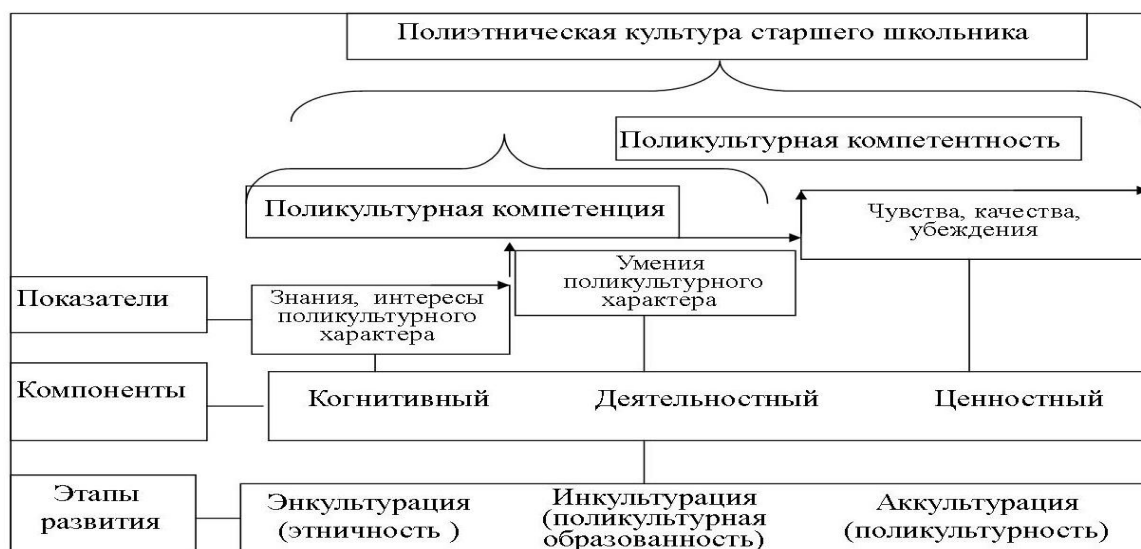 Полиэтническая культура старшего школьника
Поликультурная компетентность
Поликультурная компетенция
Чувства, качества,
убеждения
Умения
поликультурного
характера
Показатели
Знания, интересы
поликультурного
характера
Компоненты
Когнитивный
Деятельностный
Ценностный
Этапы
развития
Энкультурация
(этничность )
Инкультурация
(поликультурная
образованность)
Аккультурация
(поликультурность)